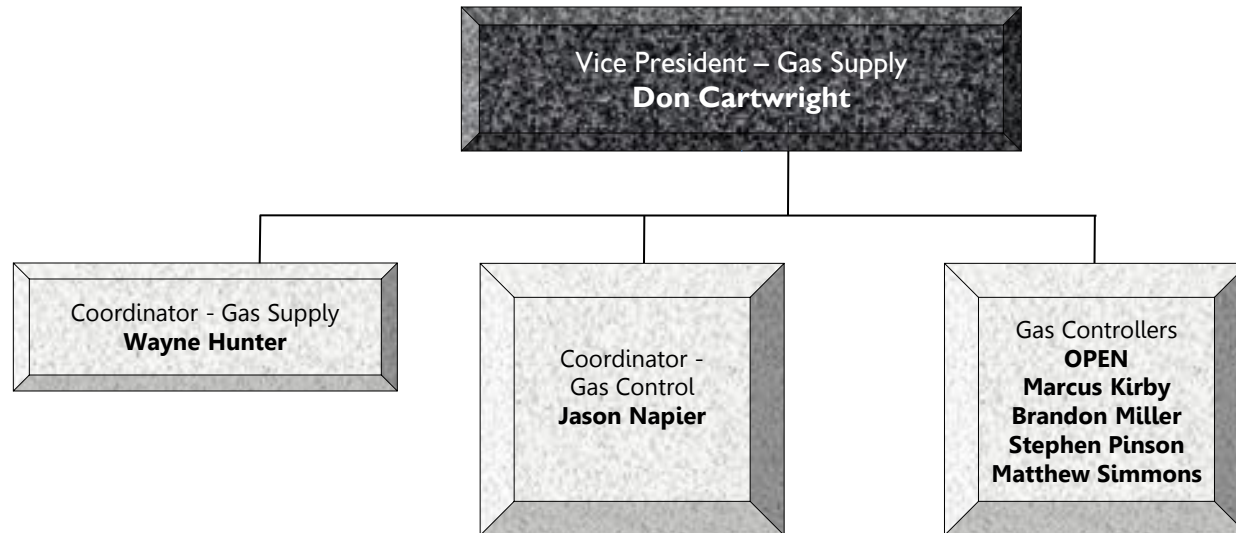 Vice President – Gas Supply
Don Cartwright
Coordinator - Gas Supply
Wayne Hunter
Coordinator -
Gas Control
Jason Napier
Gas Controllers
OPEN
Marcus Kirby
Brandon Miller
Stephen Pinson
Matthew Simmons